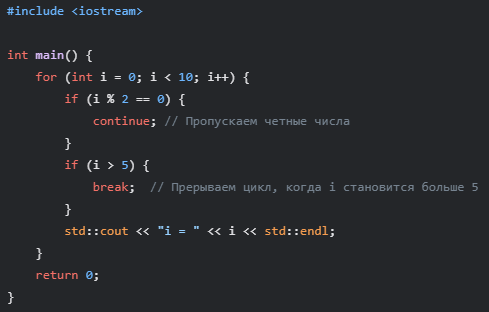 #include <iostream>

int main() {
    for (int i = 0; i < 10; i++) {
        if (i % 2 == 0) {
            continue; // Пропускаем четные числа
        }
        if (i > 5) {
            break;  // Прерываем цикл, когда i становится больше 5
        }
        std::cout << "i = " << i << std::endl;
    }
    return 0;
}